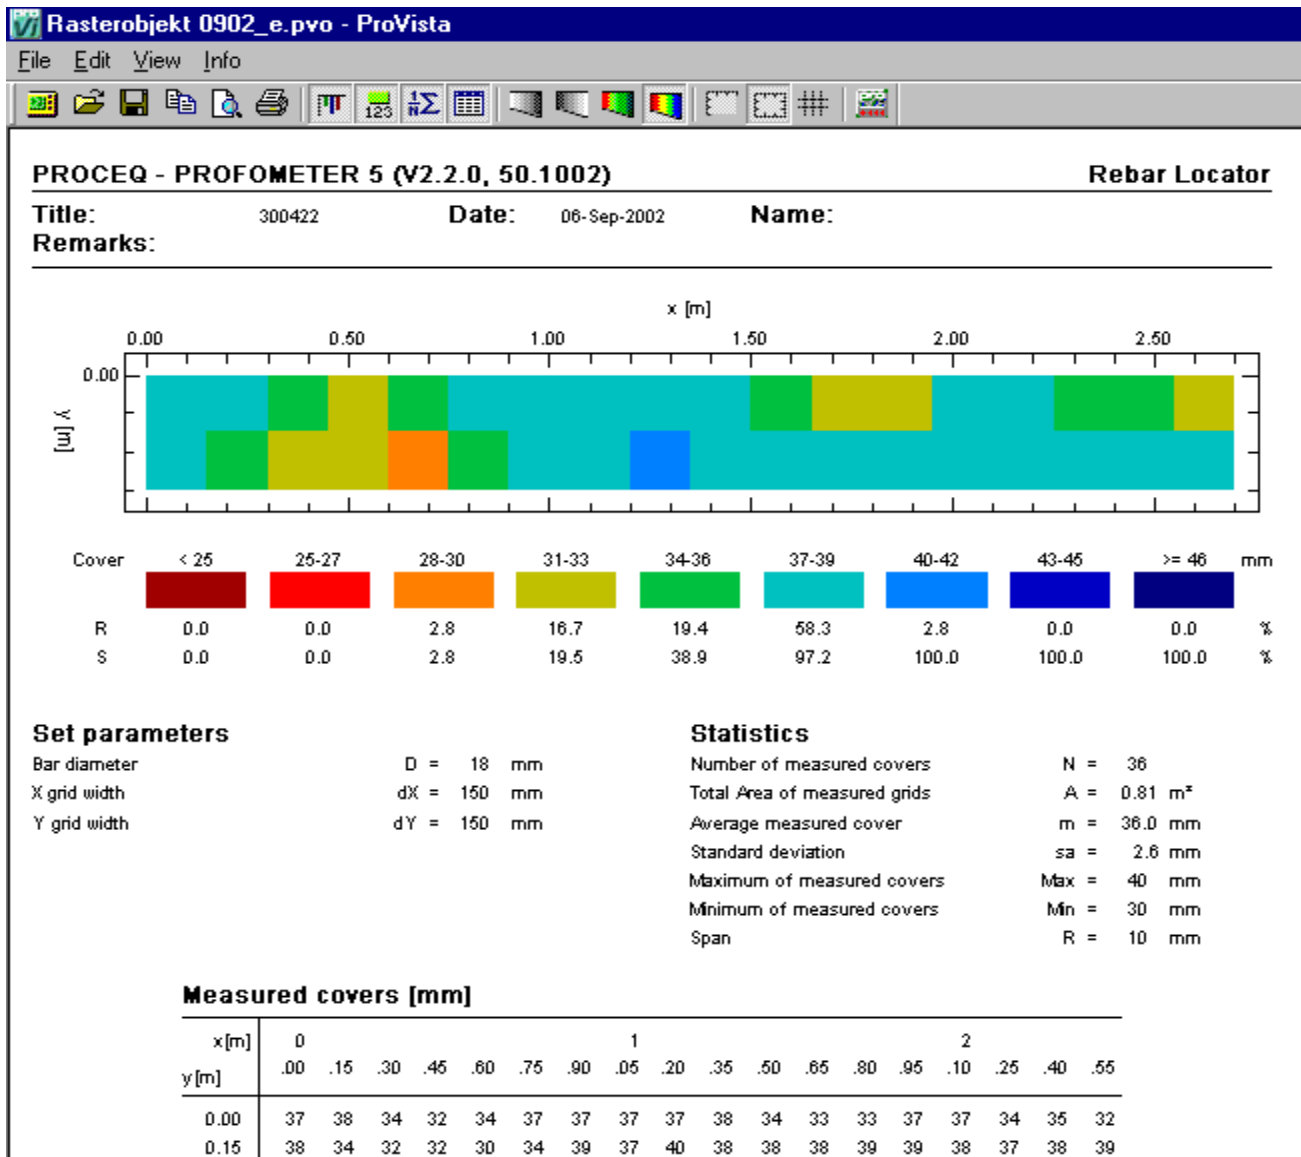 Rasterobjekt 0902_e.pvo - ProVista
File Edit View Info
PROCEQ - PROFOMETER 5 (V2.2.0, 50.1002) Rebar Locator
Title: 300422 Date: 06-Sep-2002 Name:
Remarks:
x [m]
0.00 0.50 1.00 1.50 2.00 2.50
0.00
Y [m]
Cover < 25 25-27 28-30 31-33 34-36 37-39 40-42 43-45 >= 46 mm
R 0.0 0.0 2.8 16.7 19.4 58.3 2.8 0.0 0.0 %
S 0.0 0.0 2.8 19.5 38.9 97.2 100.0 100.0 100.0 %
Set parameters Statistics
Bar diameter D = 18 mm Number of measured covers N = 36
X grid width dX = 150 mm Total Area of measured grids A = 0.81 m²
Y grid width dY = 150 mm Average measured cover m = 36.0 mm
Standard deviation sa = 2.6 mm
Maximum of measured covers Max = 40 mm
Minimum of measured covers Min = 30 mm
Span R = 10 mm
Measured covers [mm]
x[m] 0 1 2
y[m] .00 .15 .30 .45 .60 .75 .90 .05 .20 .35 .50 .65 .80 .95 .10 .25 .40 .55
0.00 37 38 34 32 34 37 37 37 37 38 34 33 33 37 37 34 35 32
0.15 38 34 32 32 30 34 39 37 40 38 38 38 39 39 38 37 38 39